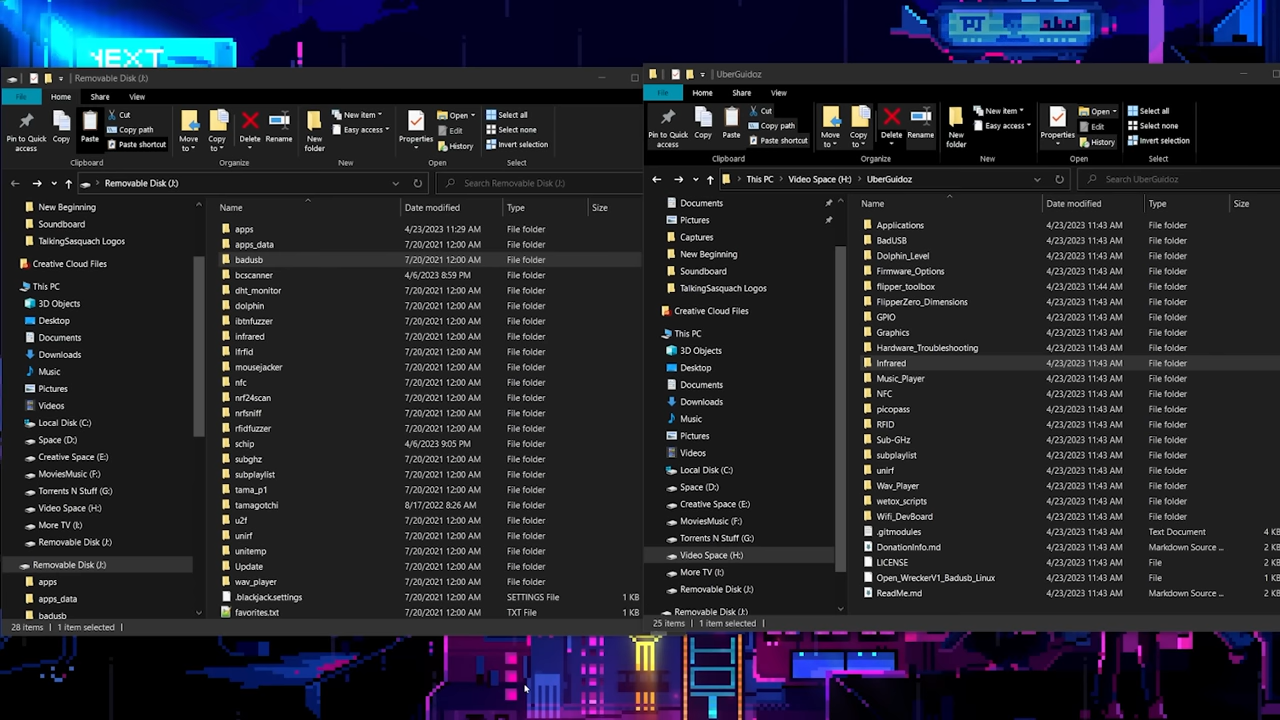 NEXT
Removable Disk (J:)
File Home Share View
Pin to Quick access
Copy
Paste
Cut
Copy path
Paste shortcut
Move to
Copy to
Delete
Rename
New folder
New item
Easy access
Properties
Open
Edit
History
Select all
Select none
Invert selection
Clipboard Organize New Open Select
Removable Disk (J:)
Search Removable Disk (J:)
New Beginning
Soundboard
TalkingSasquach Logos
Creative Cloud Files
This PC
3D Objects
Desktop
Documents
Downloads
Music
Pictures
Videos
Local Disk (C:)
Space (D:)
Creative Space (E:)
MoviesMusic (F:)
Torrents N Stuff (G:)
Video Space (H:)
More TV (I:)
Removable Disk (J:)
Removable Disk (J:)
apps
apps_data
badusb
Name Date modified Type Size
apps 4/23/2023 11:29 AM File folder
apps_data 7/20/2021 12:00 AM File folder
badusb 7/20/2021 12:00 AM File folder
bcscanner 4/6/2023 8:59 PM File folder
dht_monitor 7/20/2021 12:00 AM File folder
dolphin 7/20/2021 12:00 AM File folder
ibtnfuzzer 7/20/2021 12:00 AM File folder
infrared 7/20/2021 12:00 AM File folder
lfrfid 7/20/2021 12:00 AM File folder
mousejacker 7/20/2021 12:00 AM File folder
nfc 7/20/2021 12:00 AM File folder
nrf24scan 7/20/2021 12:00 AM File folder
nrfsniff 7/20/2021 12:00 AM File folder
rfidfuzzer 7/20/2021 12:00 AM File folder
schip 4/6/2023 9:05 PM File folder
subghz 7/20/2021 12:00 AM File folder
subplaylist 7/20/2021 12:00 AM File folder
tama_p1 7/20/2021 12:00 AM File folder
tamagotchi 8/17/2022 8:26 AM File folder
u2f 7/20/2021 12:00 AM File folder
unirf 7/20/2021 12:00 AM File folder
unitemp 7/20/2021 12:00 AM File folder
Update 7/20/2021 12:00 AM File folder
wav_player 7/20/2021 12:00 AM File folder
.blackjack.settings 7/20/2021 12:00 AM SETTINGS File 1 KB
favorites.txt 7/20/2021 12:00 AM TXT File 1 KB
28 items 1 item selected
UberGuidoz
File Home Share View
Pin to Quick access
Copy
Paste
Cut
Copy path
Paste shortcut
Move to
Copy to
Delete
Rename
New folder
New item
Easy access
Properties
Open
Edit
History
Select all
Select none
Invert selection
Clipboard Organize New Open Select
This PC Video Space (H:) UberGuidoz
Search UberGuidoz
Documents
Pictures
Captures
New Beginning
Soundboard
TalkingSasquach Logos
Creative Cloud Files
This PC
3D Objects
Desktop
Documents
Downloads
Music
Pictures
Videos
Local Disk (C:)
Space (D:)
Creative Space (E:)
MoviesMusic (F:)
Torrents N Stuff (G:)
Video Space (H:)
More TV (I:)
Removable Disk (J:)
Removable Disk (J:)
Name Date modified Type Size
Applications 4/23/2023 11:43 AM File folder
BadUSB 4/23/2023 11:43 AM File folder
Dolphin_Level 4/23/2023 11:43 AM File folder
Firmware_Options 4/23/2023 11:43 AM File folder
flipper_toolbox 4/23/2023 11:44 AM File folder
FlipperZero_Dimensions 4/23/2023 11:43 AM File folder
GPIO 4/23/2023 11:43 AM File folder
Graphics 4/23/2023 11:43 AM File folder
Hardware_Troubleshooting 4/23/2023 11:43 AM File folder
Infrared 4/23/2023 11:43 AM File folder
Music_Player 4/23/2023 11:43 AM File folder
NFC 4/23/2023 11:43 AM File folder
picopass 4/23/2023 11:43 AM File folder
RFID 4/23/2023 11:43 AM File folder
Sub-GHz 4/23/2023 11:43 AM File folder
subplaylist 4/23/2023 11:43 AM File folder
unirf 4/23/2023 11:43 AM File folder
Wav_Player 4/23/2023 11:43 AM File folder
wetox_scripts 4/23/2023 11:43 AM File folder
Wifi_DevBoard 4/23/2023 11:43 AM File folder
.gitmodules 4/23/2023 11:43 AM Text Document 4 KB
DonationInfo.md 4/23/2023 11:43 AM Markdown Source ... 2 KB
LICENSE 4/23/2023 11:43 AM File 2 KB
Open_WreckerV1_Badusb_Linux 4/23/2023 11:43 AM File 1 KB
ReadMe.md 4/23/2023 11:43 AM Markdown Source ... 2 KB
25 items 1 item selected